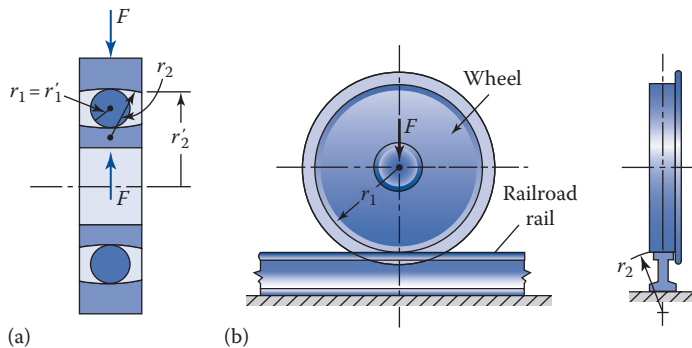 F
r₂
r₁ = r′₁
r′₂
F
(a)
Wheel
F
r₁
Railroad
rail
(b)
r₂